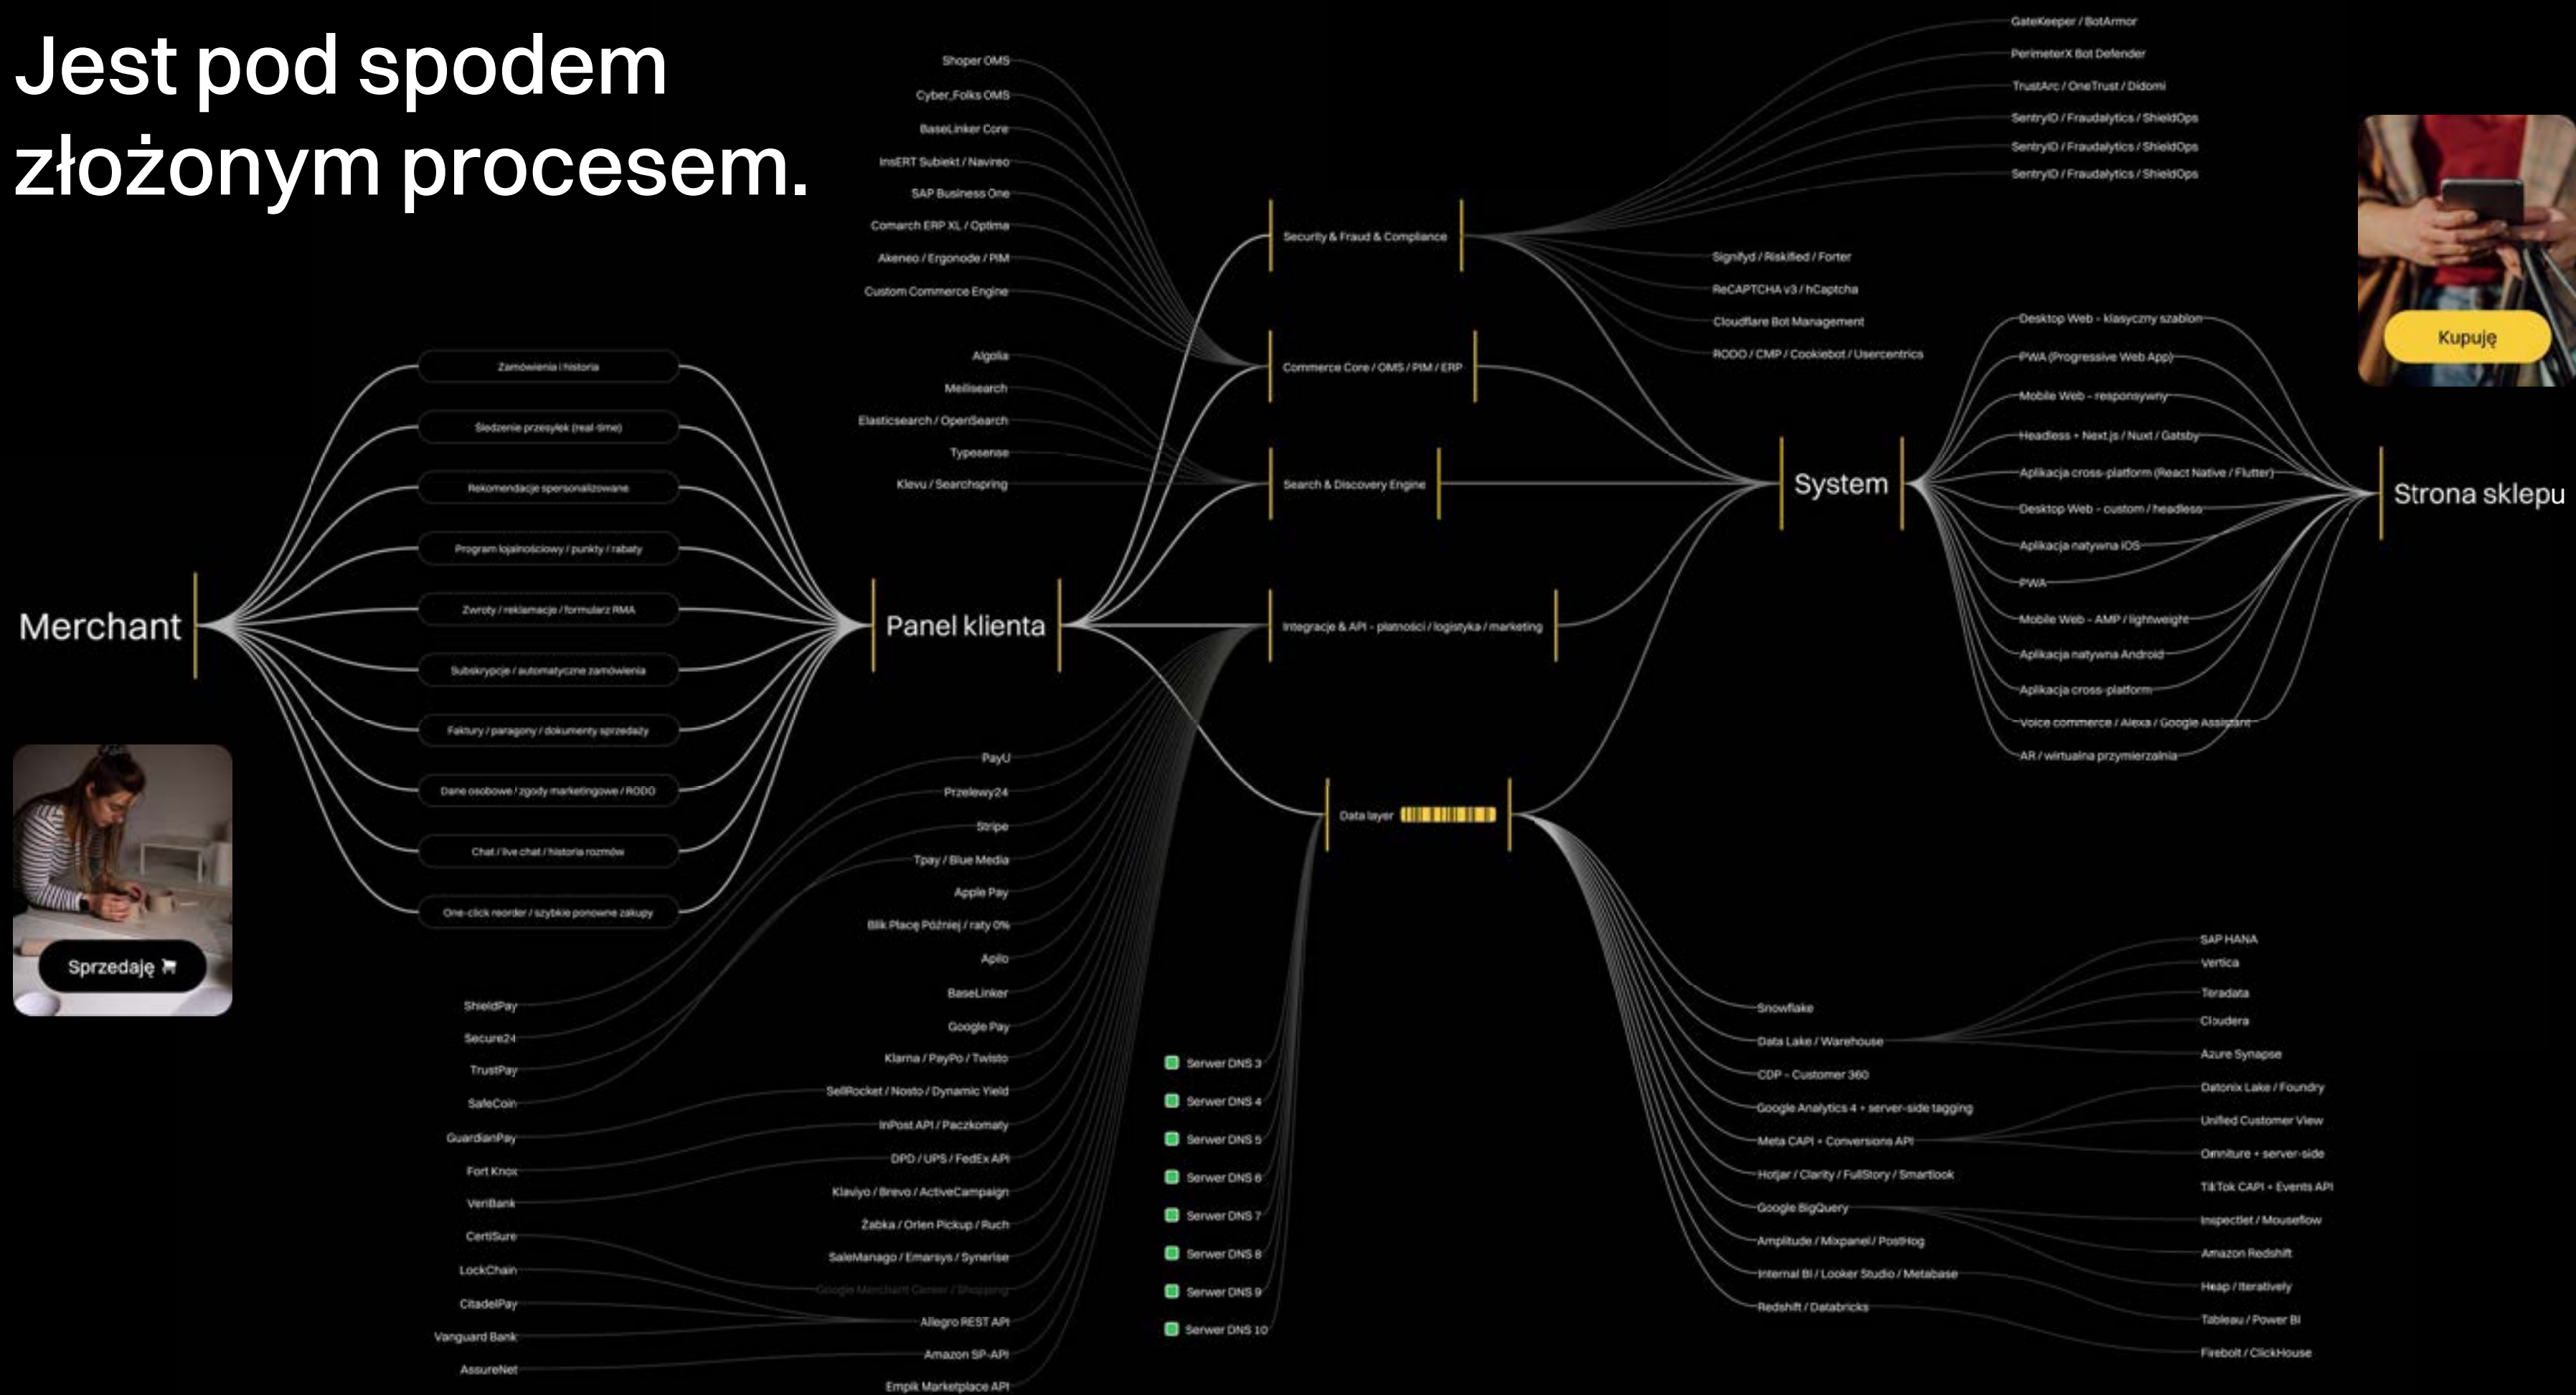 Jest pod spodem
złożonym procesem.
Merchant
Sprzedaję
Zamówienia i historia
Śledzenie przesyłek (real-time)
Rekomendacje spersonalizowane
Program lojalnościowy / punkty / rabaty
Zwroty / reklamacje / formularz RMA
Subskrypcje / automatyczne zamówienia
Faktury / paragony / dokumenty sprzedaży
Dane osobowe / zgody marketingowe / RODO
Chat / live chat / historia rozmów
One-click reorder / szybkie ponowne zakupy
ShieldPay
Secure24
TrustPay
SafeCoin
GuardianPay
Fort Knox
VeriBank
CertiSure
LockChain
CitadelPay
Vanguard Bank
AssureNet
Shoper OMS
Cyber_Folks OMS
BaseLinker Core
InsERT Subiekt / Navireo
SAP Business One
Comarch ERP XL / Optima
Akeneo / Ergonode / PIM
Custom Commerce Engine
Algolia
Meilisearch
Elasticsearch / OpenSearch
Typesense
Klevu / Searchspring
Panel klienta
PayU
Przelewy24
Stripe
Tpay / Blue Media
Apple Pay
Blik Płacę Później / raty 0%
Apilo
BaseLinker
Google Pay
Klarna / PayPo / Twisto
SellRocket / Nosto / Dynamic Yield
InPost API / Paczkomaty
DPD / UPS / FedEx API
Klaviyo / Brevo / ActiveCampaign
Żabka / Orlen Pickup / Ruch
SaleManago / Emarsys / Synerise
Google Merchant Center / Shopping
Allegro REST API
Amazon SP-API
Empik Marketplace API
Security & Fraud & Compliance
Commerce Core / OMS / PIM / ERP
Search & Discovery Engine
Integracje & API - płatności / logistyka / marketing
Data layer
Serwer DNS 3
Serwer DNS 4
Serwer DNS 5
Serwer DNS 6
Serwer DNS 7
Serwer DNS 8
Serwer DNS 9
Serwer DNS 10
GateKeeper / BotArmor
PerimeterX Bot Defender
TrustArc / OneTrust / Didomi
SentryID / Fraudalytics / ShieldOps
SentryID / Fraudalytics / ShieldOps
SentryID / Fraudalytics / ShieldOps
Signifyd / Riskified / Forter
ReCAPTCHA v3 / hCaptcha
Cloudflare Bot Management
RODO / CMP / Cookiebot / Usercentrics
System
Desktop Web - klasyczny szablon
PWA (Progressive Web App)
Mobile Web - responsywny
Headless + Next.js / Nuxt / Gatsby
Aplikacja cross-platform (React Native / Flutter)
Desktop Web - custom / headless
Aplikacja natywna iOS
PWA
Mobile Web - AMP / lightweight
Aplikacja natywna Android
Aplikacja cross-platform
Voice commerce / Alexa / Google Assistant
AR / wirtualna przymierzalnia
Kupuję
Strona sklepu
Snowflake
Data Lake / Warehouse
CDP - Customer 360
Google Analytics 4 + server-side tagging
Meta CAPI + Conversions API
Hotjar / Clarity / FullStory / Smartlook
Google BigQuery
Amplitude / Mixpanel / PostHog
Internal BI / Looker Studio / Metabase
Redshift / Databricks
SAP HANA
Vertica
Teradata
Cloudera
Azure Synapse
Datonix Lake / Foundry
Unified Customer View
Omniture + server-side
TikTok CAPI + Events API
Inspectlet / Mouseflow
Amazon Redshift
Heap / Iteratively
Tableau / Power BI
Firebolt / ClickHouse